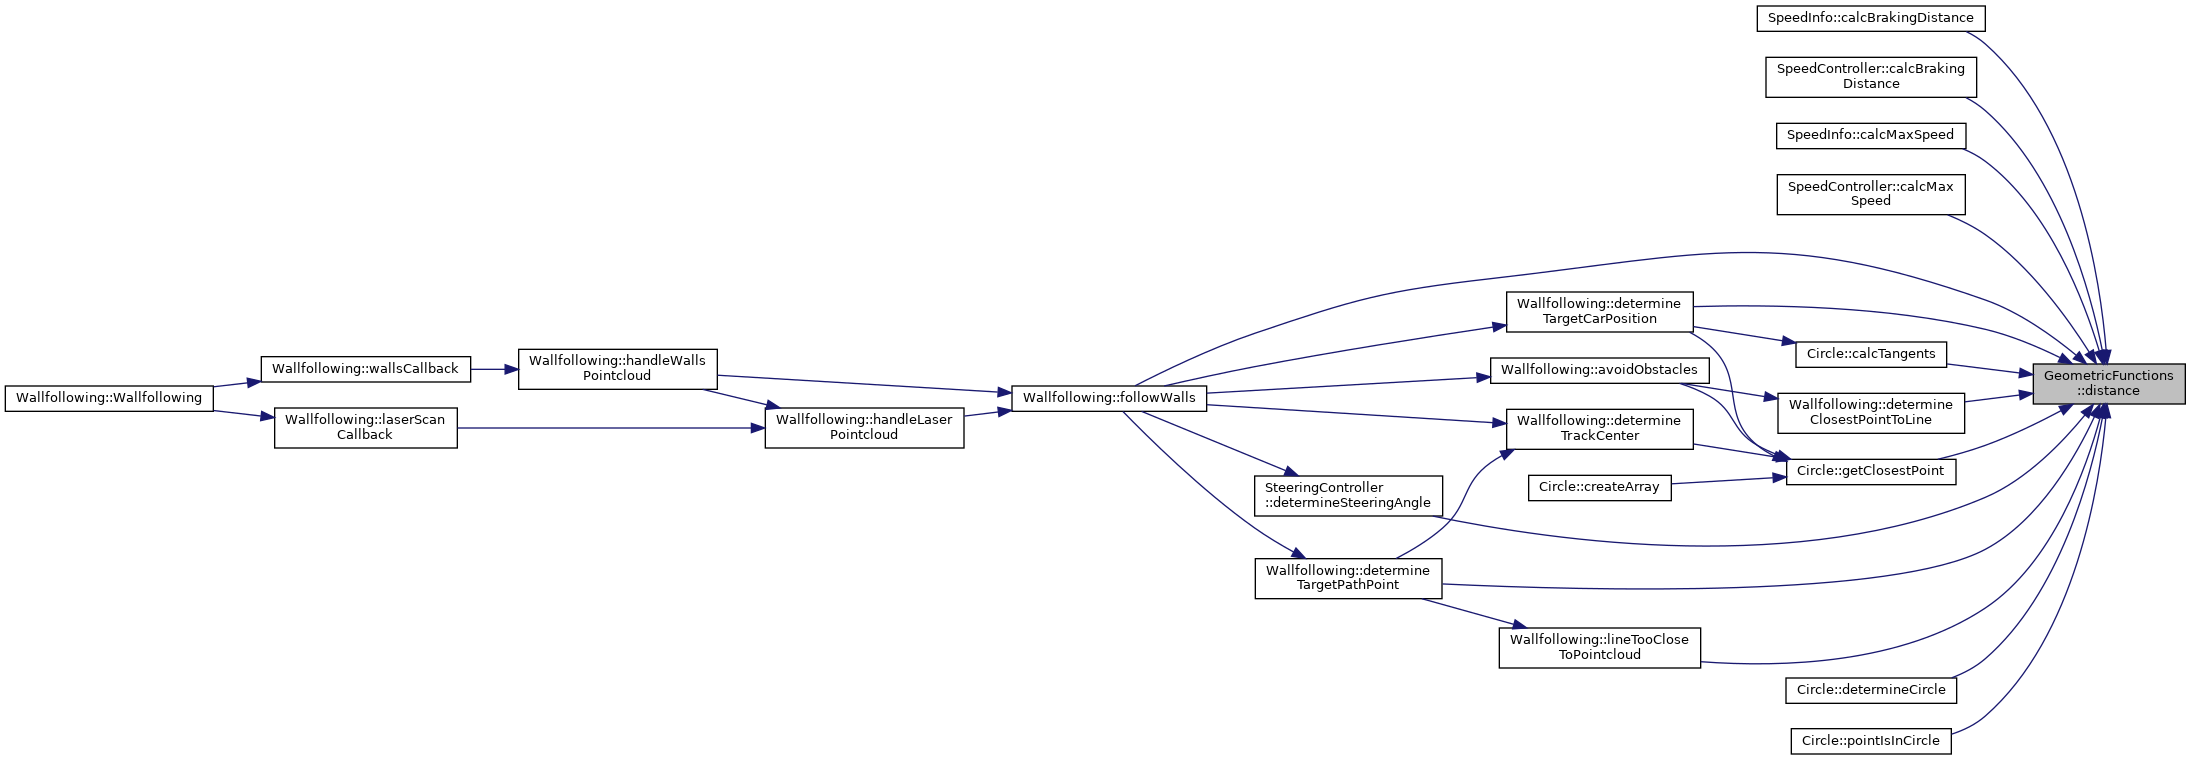 SpeedInfo::calcBrakingDistance
SpeedController::calcBraking
Distance
SpeedInfo::calcMaxSpeed
SpeedController::calcMax
Speed
Wallfollowing::determine
TargetCarPosition
Circle::calcTangents
GeometricFunctions
::distance
Wallfollowing::handleWalls
Pointcloud
Wallfollowing::wallsCallback
Wallfollowing::avoidObstacles
Wallfollowing::Wallfollowing
Wallfollowing::followWalls
Wallfollowing::determine
ClosestPointToLine
Wallfollowing::laserScan
Callback
Wallfollowing::handleLaser
Pointcloud
Wallfollowing::determine
TrackCenter
Circle::getClosestPoint
Circle::createArray
SteeringController
::determineSteeringAngle
Wallfollowing::determine
TargetPathPoint
Wallfollowing::lineTooClose
ToPointcloud
Circle::determineCircle
Circle::pointIsInCircle